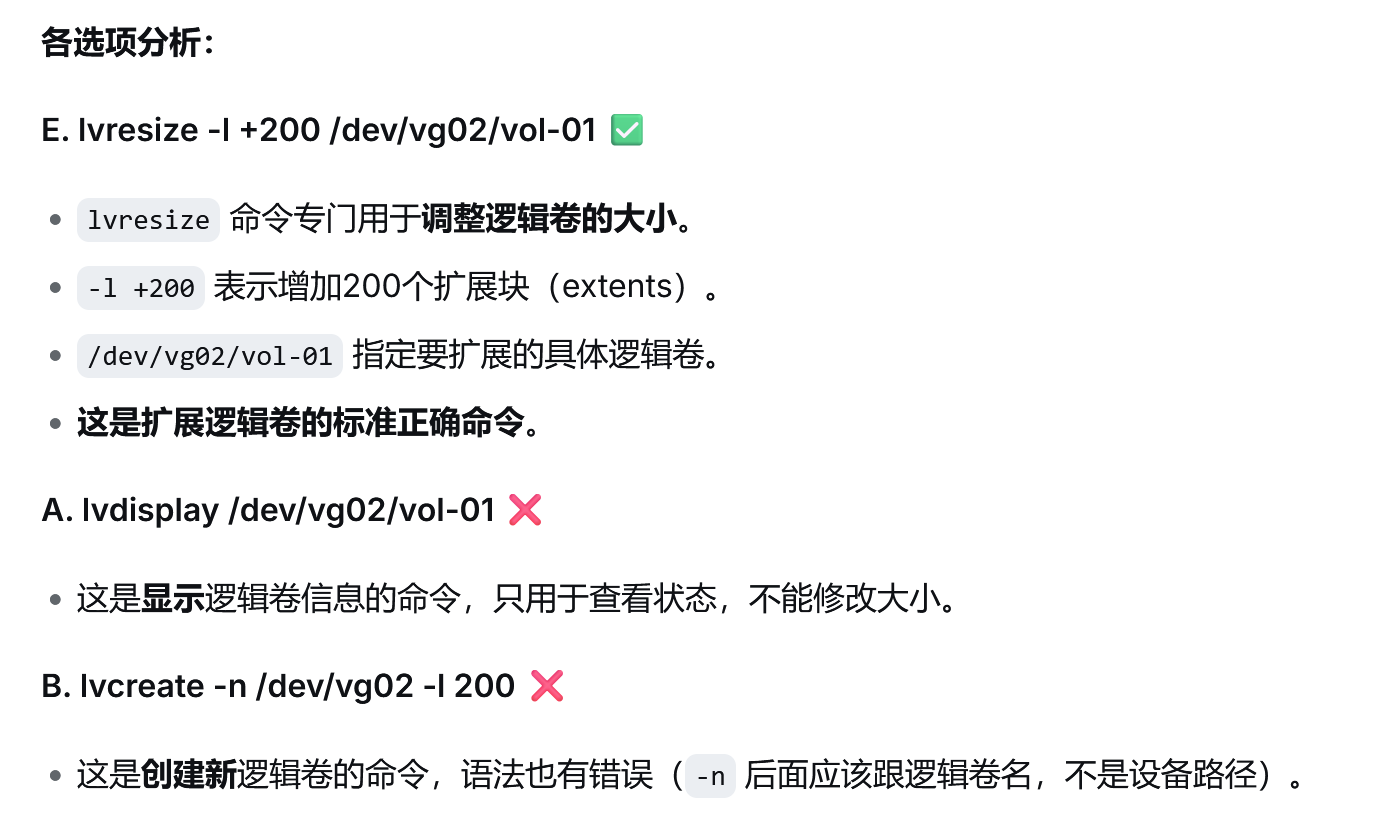 各选项分析：
E. lvresize -l +200 /dev/vg02/vol-01 ✅
• lvresize 命令专门用于调整逻辑卷的大小。
• -l +200 表示增加200个扩展块（extents）。
• /dev/vg02/vol-01 指定要扩展的具体逻辑卷。
• 这是扩展逻辑卷的标准正确命令。
A. lvdisplay /dev/vg02/vol-01 ❌
• 这是显示逻辑卷信息的命令，只用于查看状态，不能修改大小。
B. lvcreate -n /dev/vg02 -l 200 ❌
• 这是创建新逻辑卷的命令，语法也有错误（-n 后面应该跟逻辑卷名，不是设备路径）。